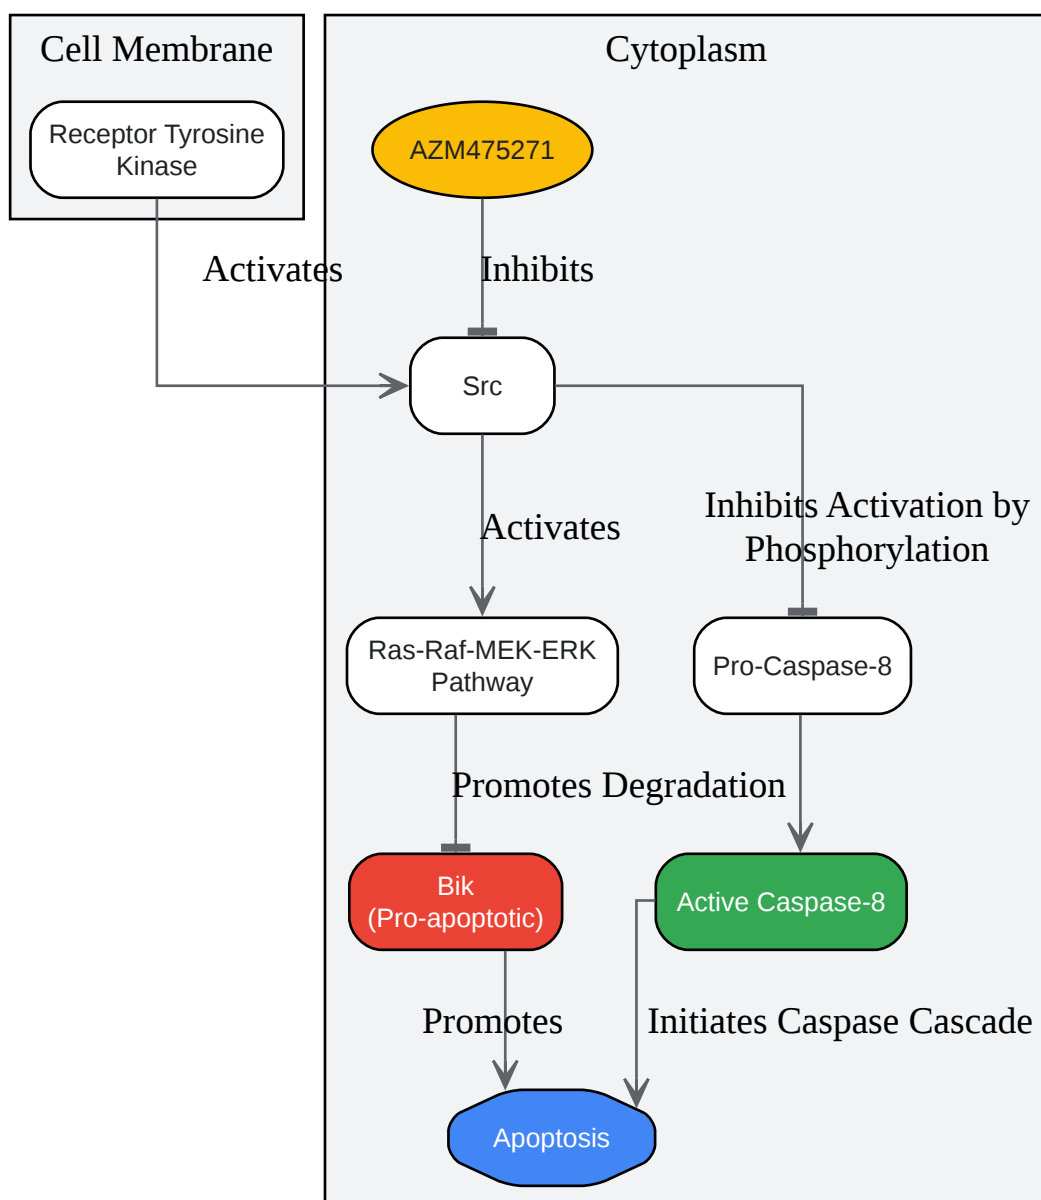 Cell Membrane
Cytoplasm
Receptor Tyrosine
Kinase
AZM475271
Activates
Inhibits
Src
Activates
Inhibits Activation by
Phosphorylation
Ras-Raf-MEK-ERK
Pathway
Pro-Caspase-8
Promotes Degradation
Bik
(Pro-apoptotic)
Active Caspase-8
Promotes
Initiates Caspase Cascade
Apoptosis